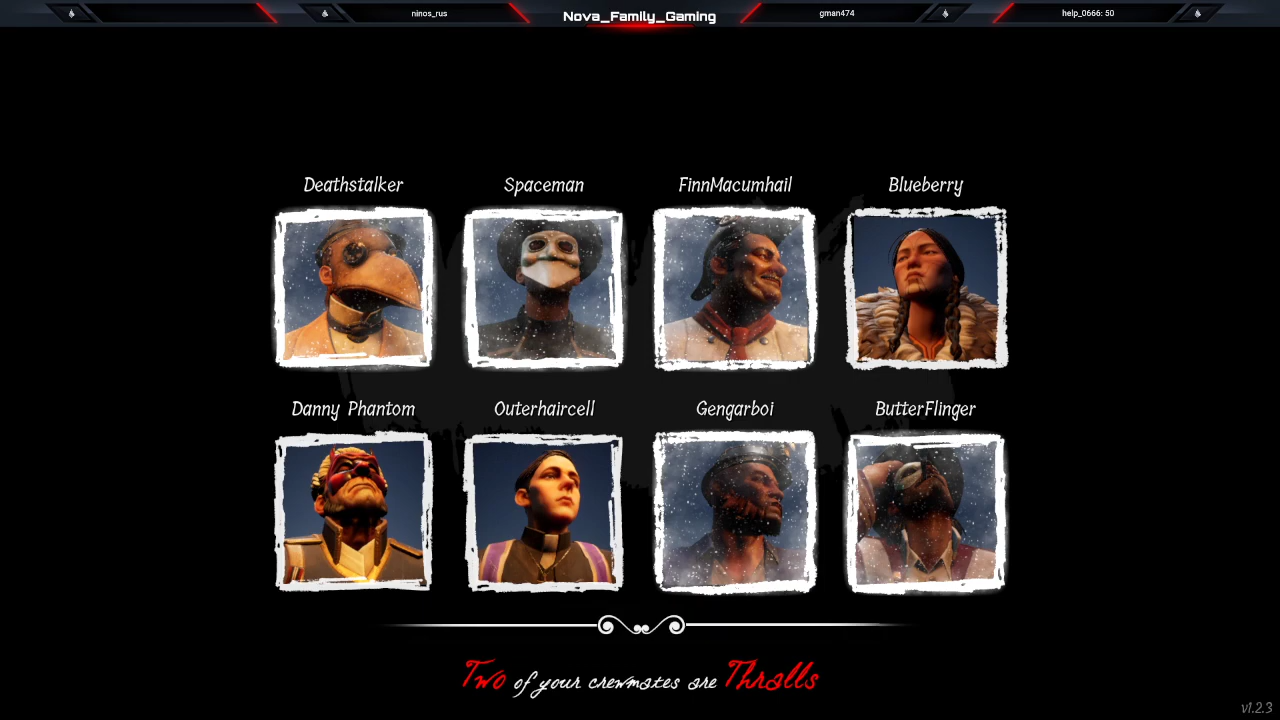 ninos_rus
Nova_Family_Gaming
gman474
help_0666: 50
Deathstalker
Spaceman
FinnMacumhail
Blueberry
Danny Phantom
Outerhaircell
Gengarboi
ButterFlinger
Two of your crewmates are Thralls
v1.2.3